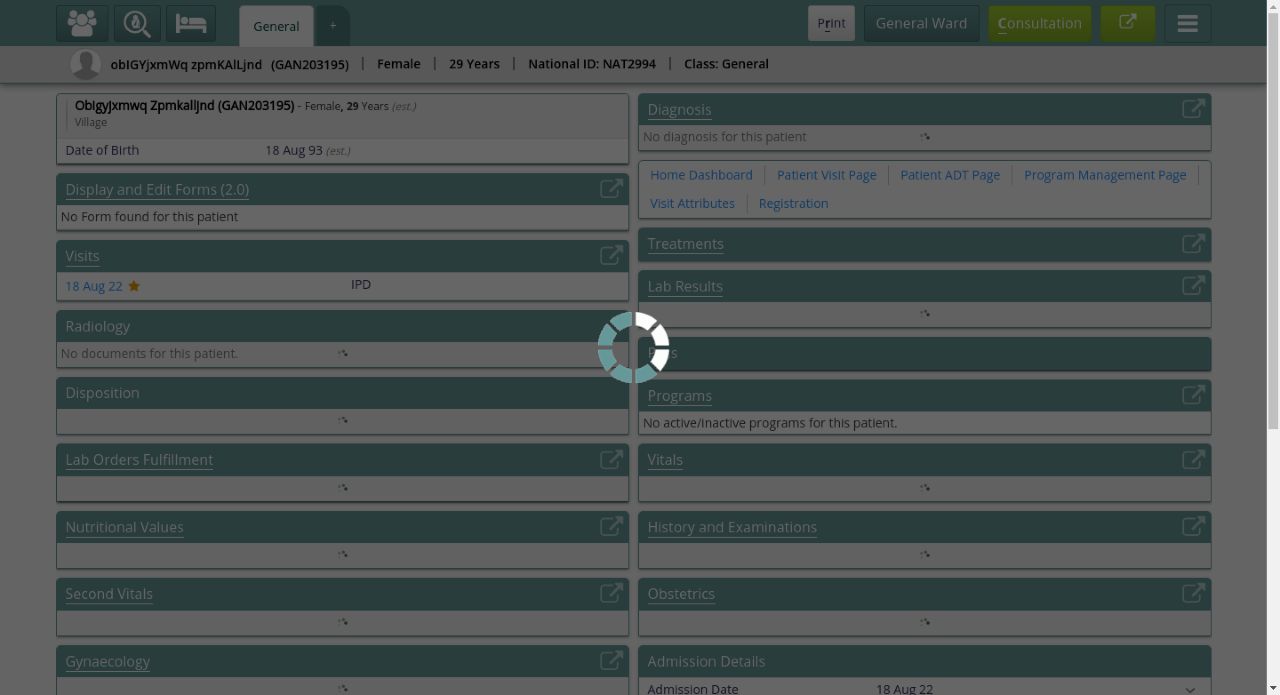 General
+
Print
General Ward
Consultation
obIGYjxmWq zpmKAlLjnd (GAN203195) | Female | 29 Years | National ID: NAT2994 | Class: General
Obigyjxmwq Zpmkalljnd (GAN203195) - Female, 29 Years (est.)
Village
Date of Birth 18 Aug 93 (est.)
Display and Edit Forms (2.0)
No Form found for this patient
Visits
18 Aug 22 IPD
Radiology
No documents for this patient.
Disposition
Lab Orders Fulfillment
Nutritional Values
Second Vitals
Gynaecology
Diagnosis
No diagnosis for this patient
Home Dashboard | Patient Visit Page | Patient ADT Page | Program Management Page |
Visit Attributes | Registration
Treatments
Lab Results
Programs
No active/inactive programs for this patient.
Vitals
History and Examinations
Obstetrics
Admission Details
Admission Date 18 Aug 22